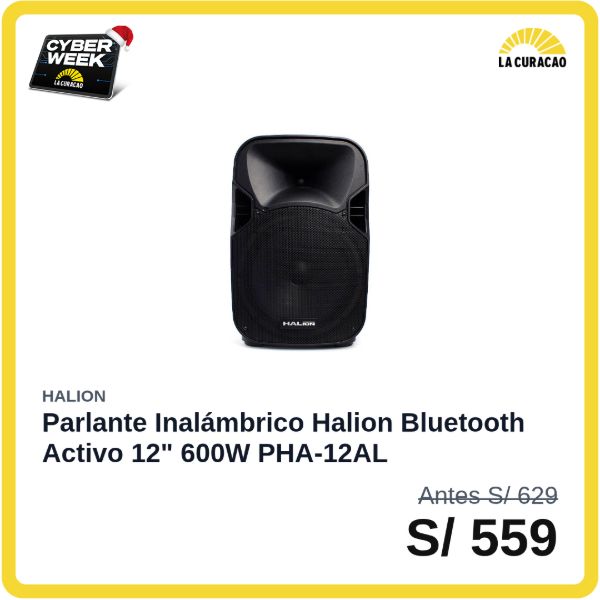 CYBER
WEEK
LA CURACAO
LA CURACAO
HALION
HALION
Parlante Inalámbrico Halion Bluetooth
Activo 12" 600W PHA-12AL
Antes S/ 629
S/ 559